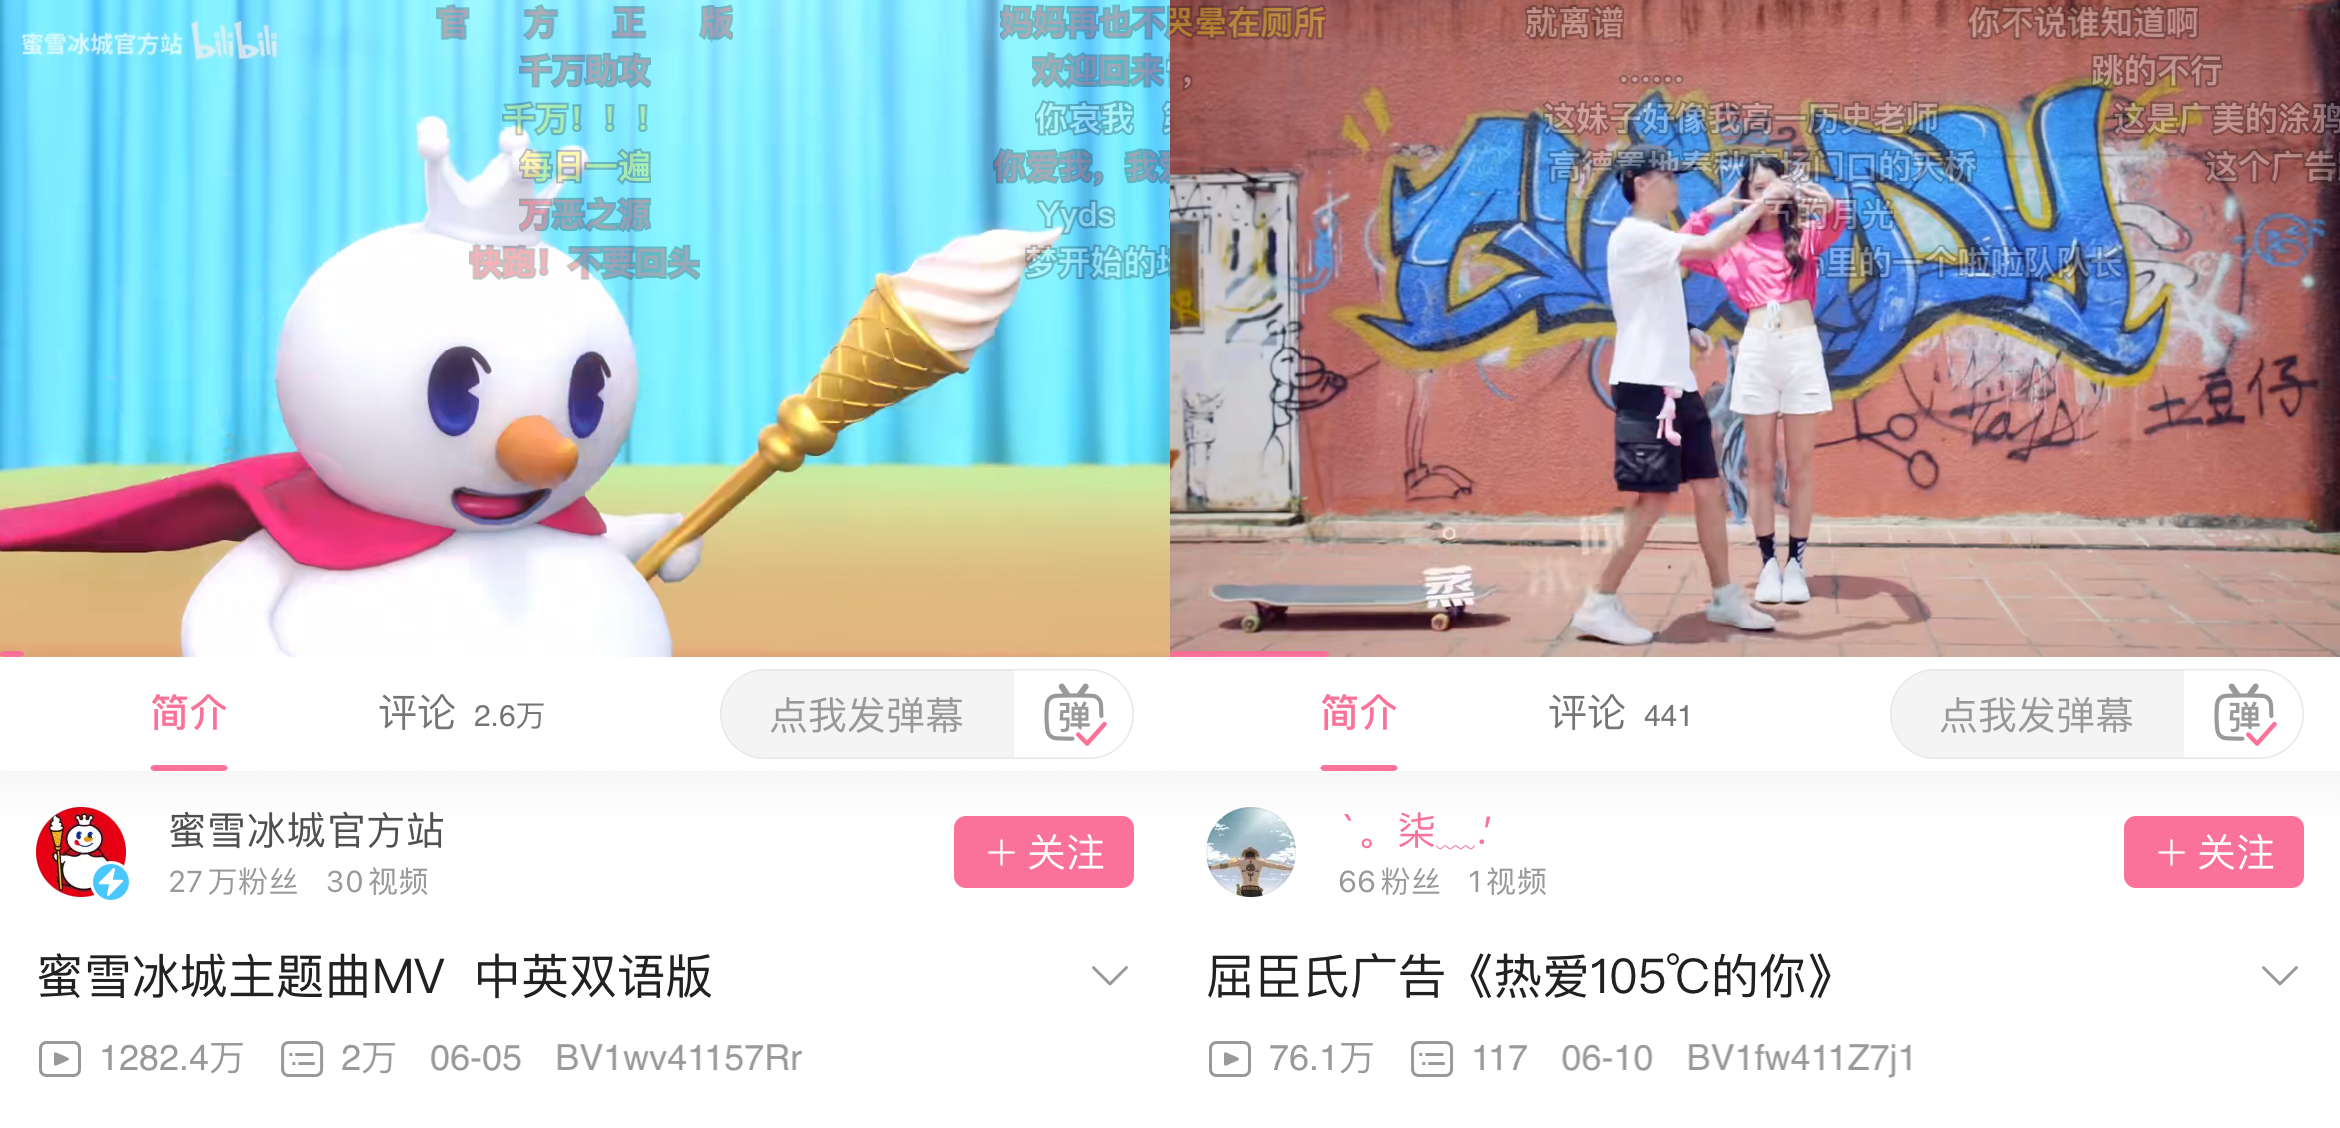 蜜雪冰城官方站 bilibili
官方正版
妈妈再也不
千万助攻
欢迎回来
千万！！！
你哀我
每日一遍
你爱我，我
万恶之源
Yyds
快跑！不要回头
梦开始的
简介
评论 2.6万
点我发弹幕
弹
蜜雪冰城官方站
27万粉丝 30视频
＋关注
蜜雪冰城主题曲MV 中英双语版
1282.4万 2万 06-05 BV1wv41157Rr
哭晕在厕所
就离谱
你不说谁知道啊
，
……
跳的不行
这妹子好像我高一历史老师
这是广美的涂鸦
高德置地春秋广场门口的天桥
这个广告
的月光
里的一个啦啦队队长
土豆仔
蒸
你
简介
评论 441
点我发弹幕
弹
`。柒﹏′
66粉丝 1视频
＋关注
屈臣氏广告《热爱105℃的你》
76.1万 117 06-10 BV1fw411Z7j1